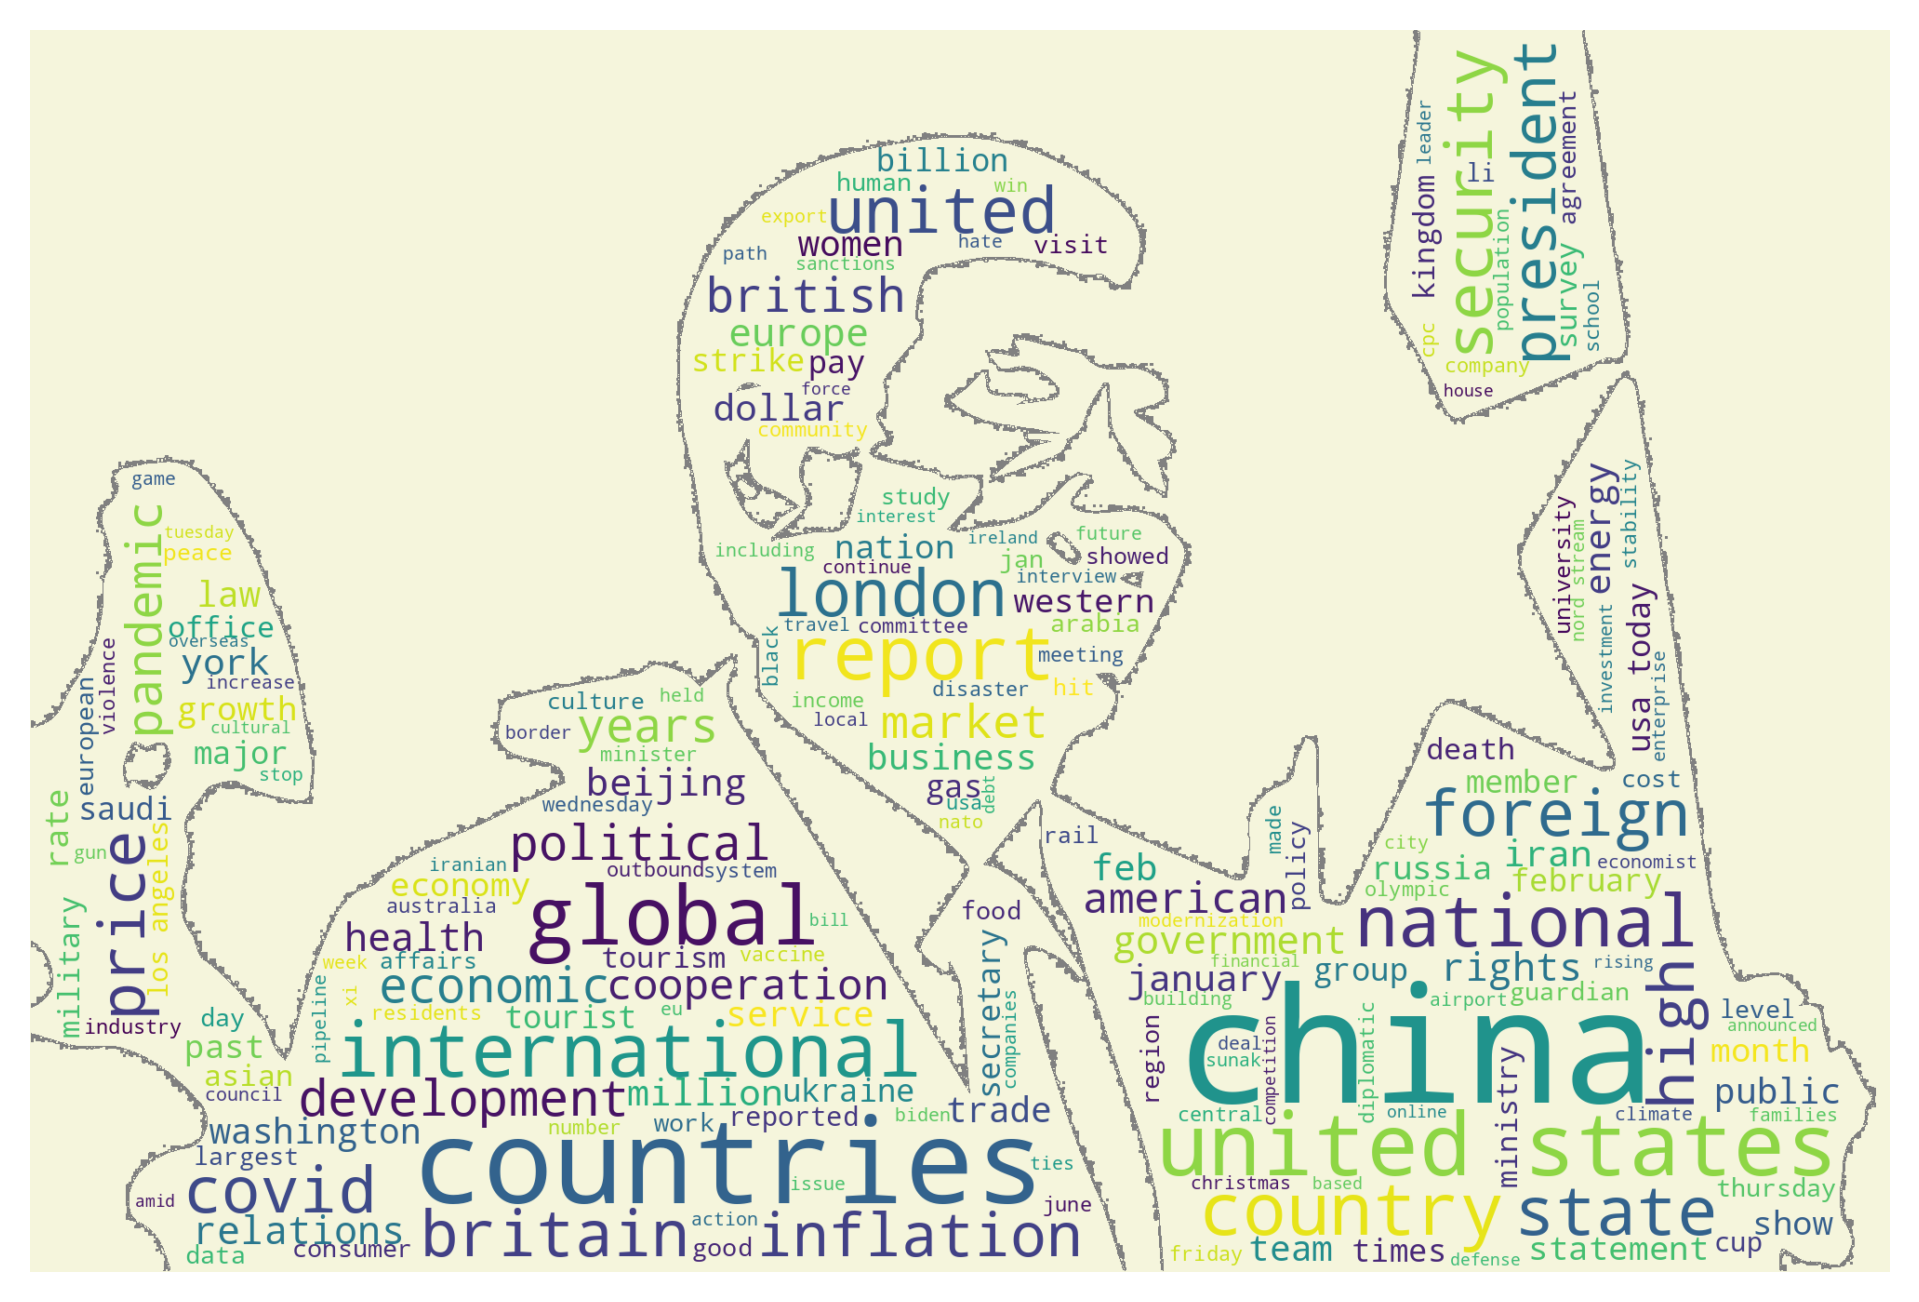 billion
human
win
export
united
women
hate
visit
path
sanctions
british
europe
strike
pay
force
dollar
community
security
president
kingdom
leader
li
agreement
population
survey
school
cpc
company
house
game
pandemic
tuesday
peace
law
office
overseas
york
increase
growth
cultural
major
stop
violence
european
saudi
rate
gun
price
los angeles
military
industry
study
interest
including
nation
ireland
future
continue
jan
showed
interview
london
western
travel
committee
arabia
black
report
meeting
disaster
hit
income
local
market
business
gas
usa
debt
nato
university
nord stream
energy
stability
investment
usa today
enterprise
culture
held
border
years
minister
beijing
wednesday
political
iranian
outbound
system
economy
australia
global
bill
health
tourism
vaccine
week
affairs
economic
cooperation
xi
residents
tourist
eu
service
pipeline
international
day
past
asian
council
development
million
ukraine
number
work
reported
biden
trade
washington
largest
countries
ties
covid
issue
amid
relations
britain
action
inflation
june
data
consumer
good
food
secretary
companies
rail
made
policy
feb
american
death
member
cost
foreign
city
russia
iran
economist
olympic
february
modernization
government
national
financial
january
group
rights
rising
building
airport
guardian
high
level
announced
month
region
deal
sunak
competition
china
diplomatic
ministry
public
central
online
climate
families
united states
christmas
based
thursday
country
state
show
friday
team
times
defense
statement
cup